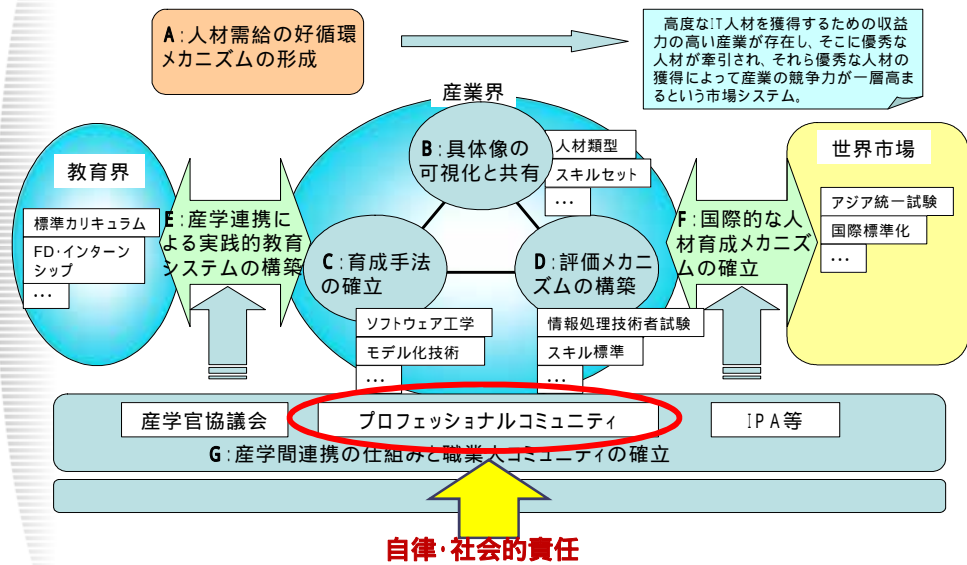 A:人材需給の好循環
メカニズムの形成
高度なIT人材を獲得するための収益
力の高い産業が存在し、そこに優秀な
人材が牽引され、それら優秀な人材の
獲得によって産業の競争力が一層高ま
るという市場システム。
産業界
教育界
標準カリキュラム
FD・インターン
シップ
…
E:産学連携に
よる実践的教育
システムの構築
B:具体像の
可視化と共有
人材類型
スキルセット
…
C:育成手法
の確立
ソフトウェア工学
モデル化技術
…
D:評価メカニ
ズムの構築
情報処理技術者試験
スキル標準
…
F:国際的な人
材育成メカニズ
ムの確立
世界市場
アジア統一試験
国際標準化
…
産学官協議会
プロフェッショナルコミュニティ
IPA等
G:産学間連携の仕組みと職業人コミュニティの確立
自律・社会的責任